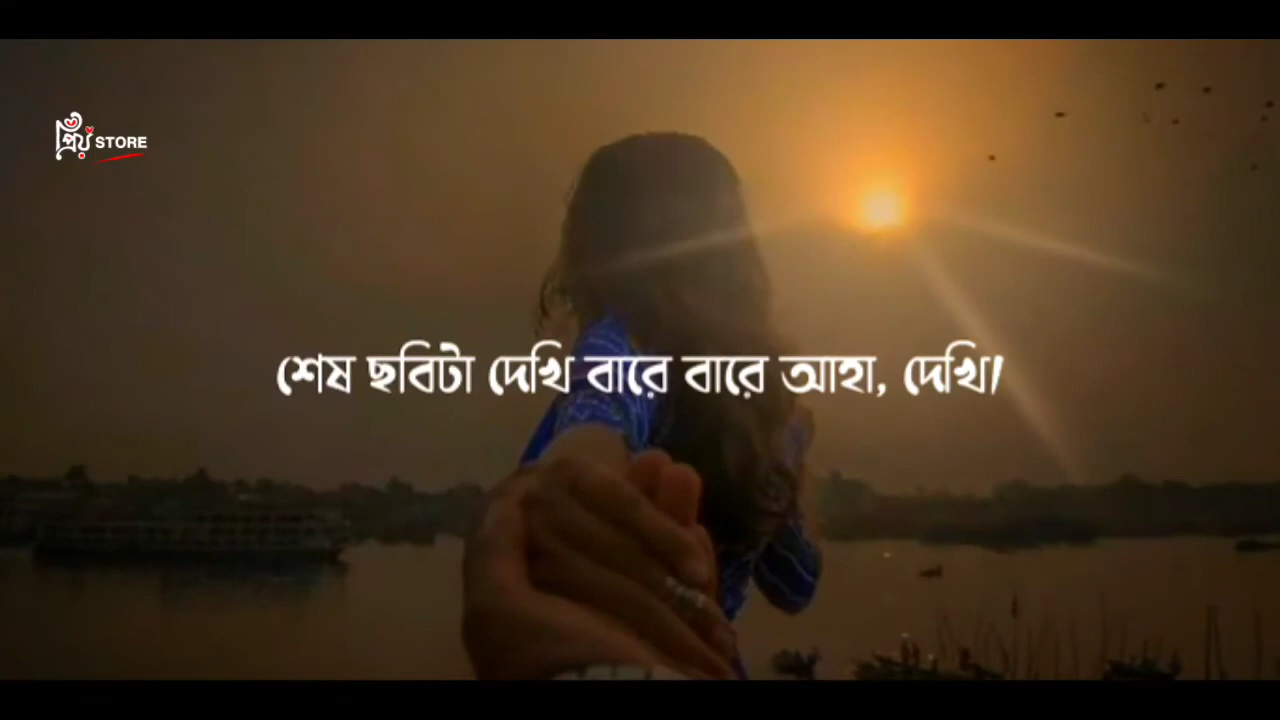 প্রিয় STORE
শেষ ছবিটা দেখি বারে বারে আহা, দেখি।